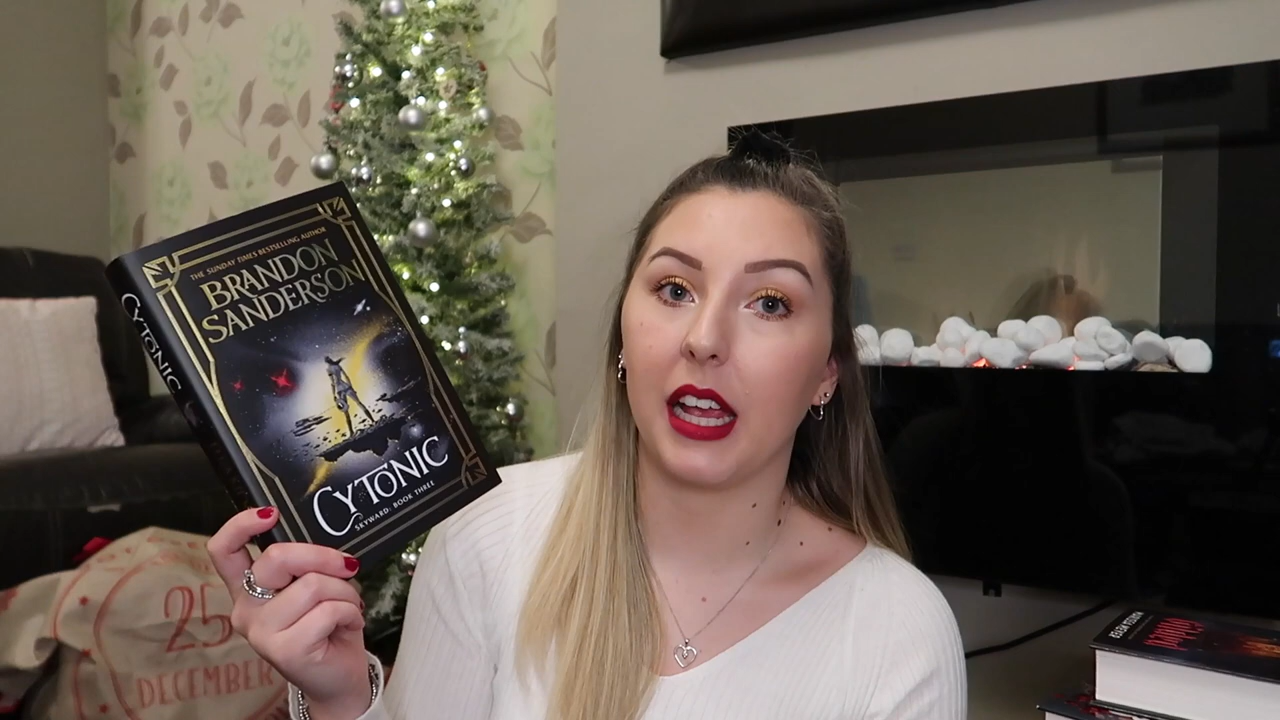 THE SUNDAY TIMES BESTSELLING AUTHOR
BRANDON
SANDERSON
CYTONIC
SKYWARD: BOOK THREE
CYTONIC
25
DECEMBER